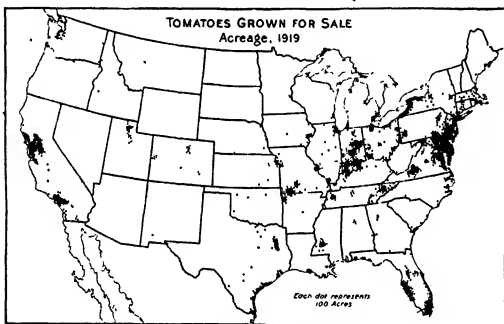 TOMATOES GROWN FOR SALE
Acreage, 1919
Each dot represents
100 Acres